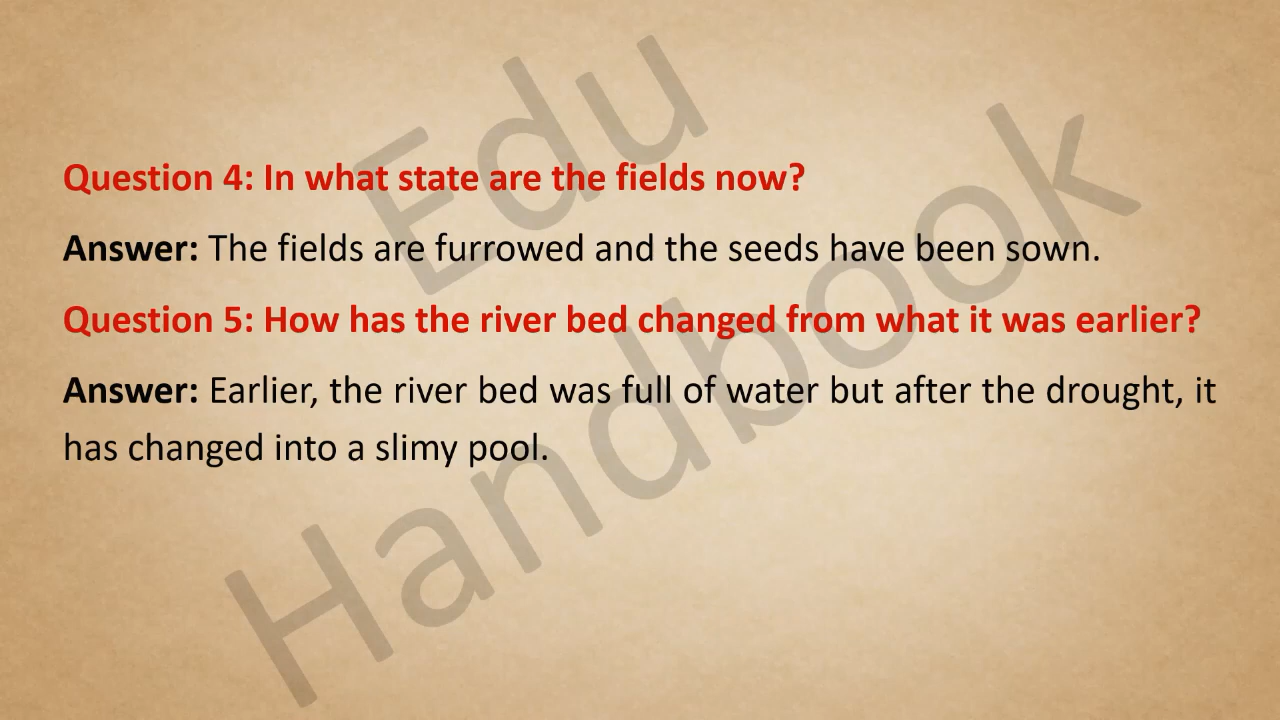 Edu
Handbook
Question 4: In what state are the fields now?
Answer: The fields are furrowed and the seeds have been sown.
Question 5: How has the river bed changed from what it was earlier?
Answer: Earlier, the river bed was full of water but after the drought, it
has changed into a slimy pool.